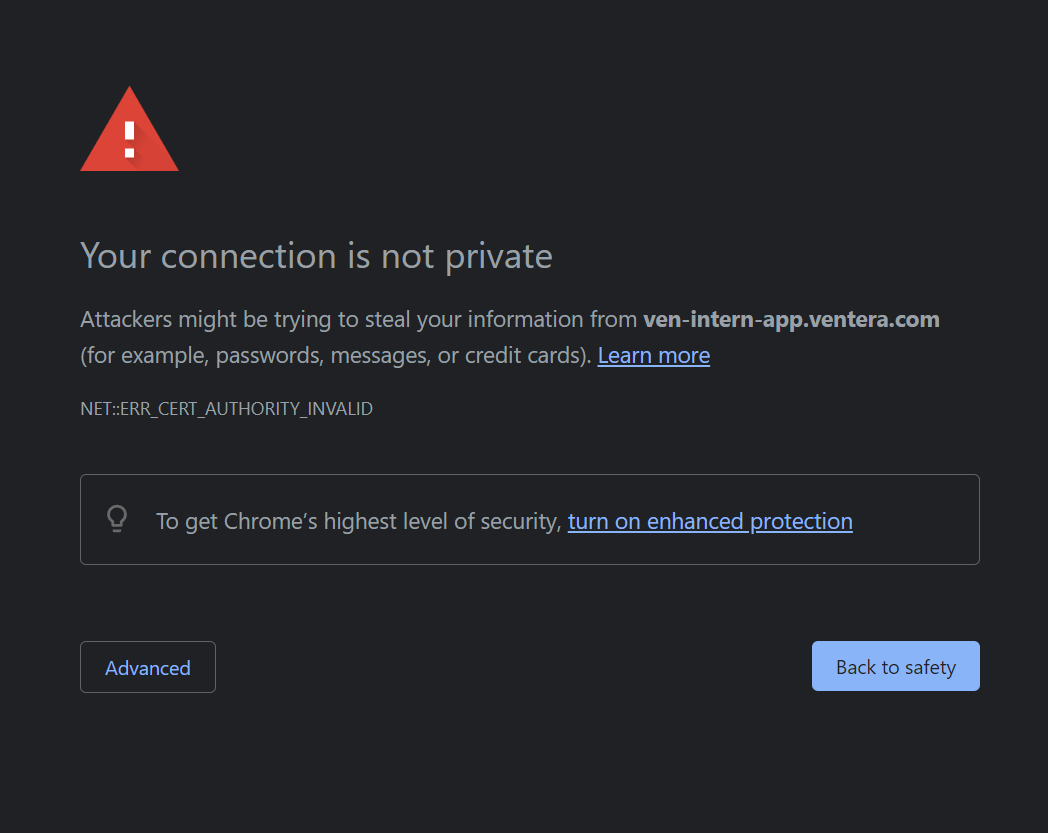 Your connection is not private
Attackers might be trying to steal your information from ven-intern-app.ventera.com
(for example, passwords, messages, or credit cards). Learn more
NET::ERR_CERT_AUTHORITY_INVALID
To get Chrome’s highest level of security, turn on enhanced protection
Advanced
Back to safety